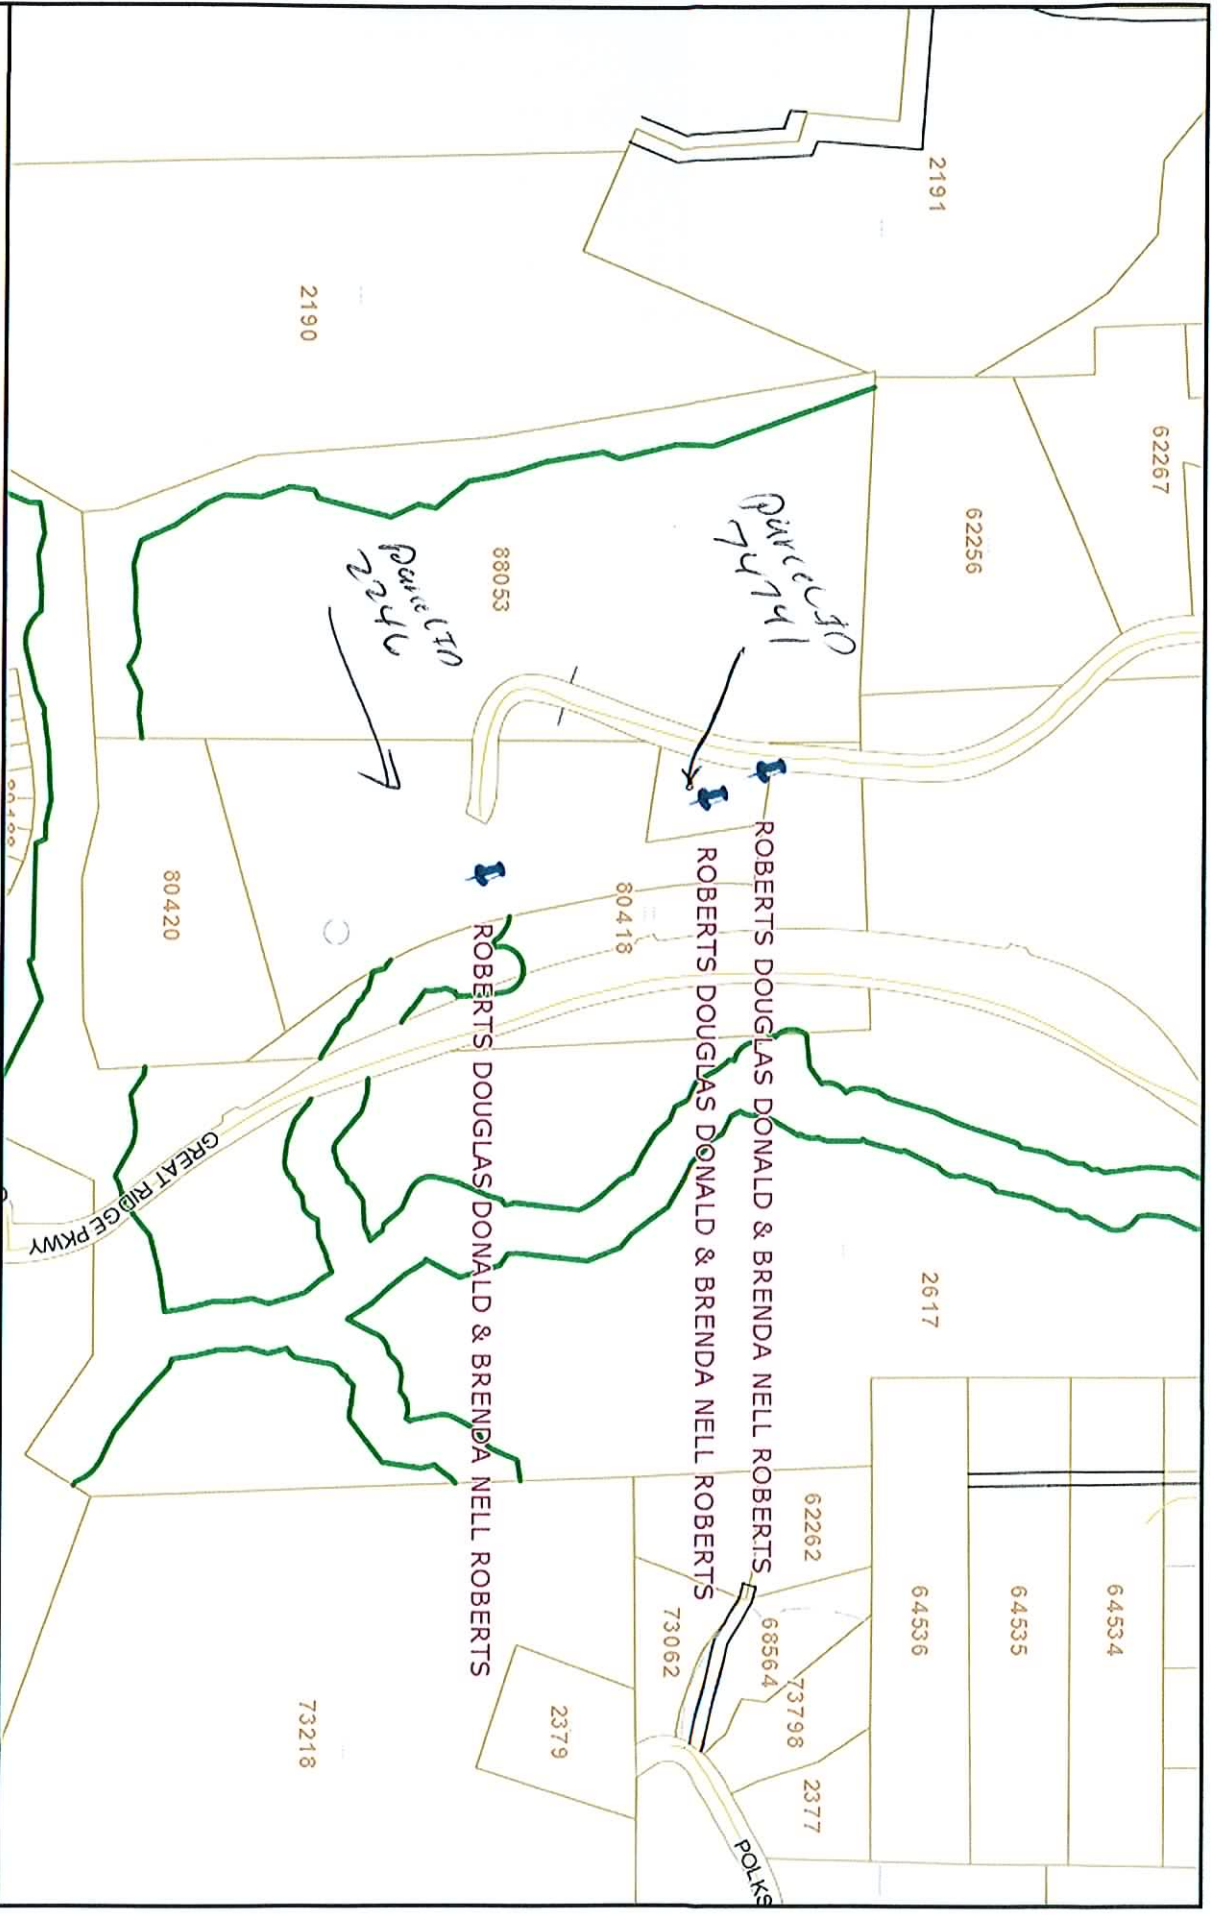 2191
62267
2190
62256
Parcel ID
74741
88053
Parcel ID
2246
80420
80418
ROBERTS DOUGLAS DONALD & BRENDA NELL ROBERTS
ROBERTS DOUGLAS DONALD & BRENDA NELL ROBERTS
ROBERTS DOUGLAS DONALD & BRENDA NELL ROBERTS
GREAT RIDGE PKWY
2617
62262
64536
64535
64534
73062
68564
73798
2377
2379
73218
POLKS